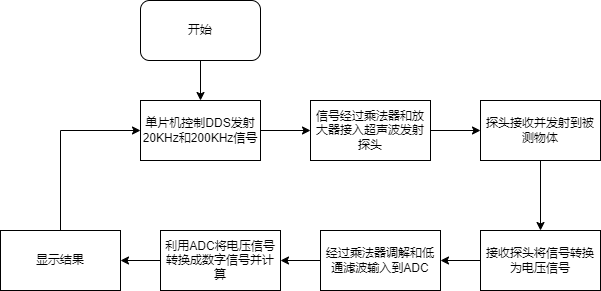 开始
单片机控制DDS发射
20KHz和200KHz信号
信号经过乘法器和放
大器接入超声波发射
探头
探头接收并发射到被
测物体
接收探头将信号转换
为电压信号
经过乘法器调解和低
通滤波输入到ADC
利用ADC将电压信号
转换成数字信号并计
算
显示结果